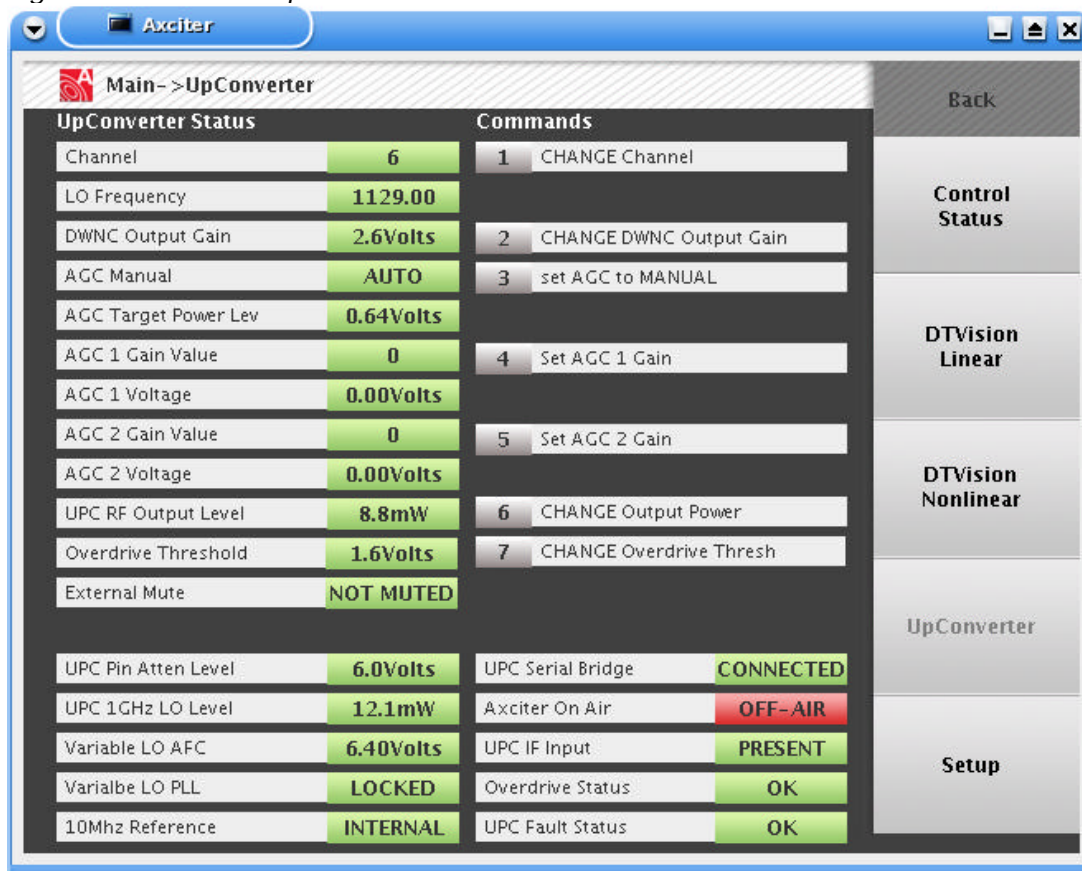 Axciter
Main->UpConverter
Back
UpConverter Status
Commands
Channel 6
1 CHANGE Channel
LO Frequency 1129.00
DWNC Output Gain 2.6Volts
2 CHANGE DWNC Output Gain
AGC Manual AUTO
3 set AGC to MANUAL
AGC Target Power Lev 0.64Volts
AGC 1 Gain Value 0
4 Set AGC 1 Gain
AGC 1 Voltage 0.00Volts
AGC 2 Gain Value 0
5 Set AGC 2 Gain
AGC 2 Voltage 0.00Volts
UPC RF Output Level 8.8mW
6 CHANGE Output Power
Overdrive Threshold 1.6Volts
7 CHANGE Overdrive Thresh
External Mute NOT MUTED
UPC Pin Atten Level 6.0Volts
UPC Serial Bridge CONNECTED
UPC 1GHz LO Level 12.1mW
Axciter On Air OFF-AIR
Variable LO AFC 6.40Volts
UPC IF Input PRESENT
Varialbe LO PLL LOCKED
Overdrive Status OK
10Mhz Reference INTERNAL
UPC Fault Status OK
Control
Status
DTVision
Linear
DTVision
Nonlinear
UpConverter
Setup